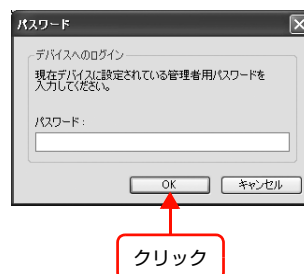 パスワード
デバイスへのログイン
現在デバイスに設定されている管理者用パスワードを
入力してください。
パスワード：
OK
キャンセル
クリック